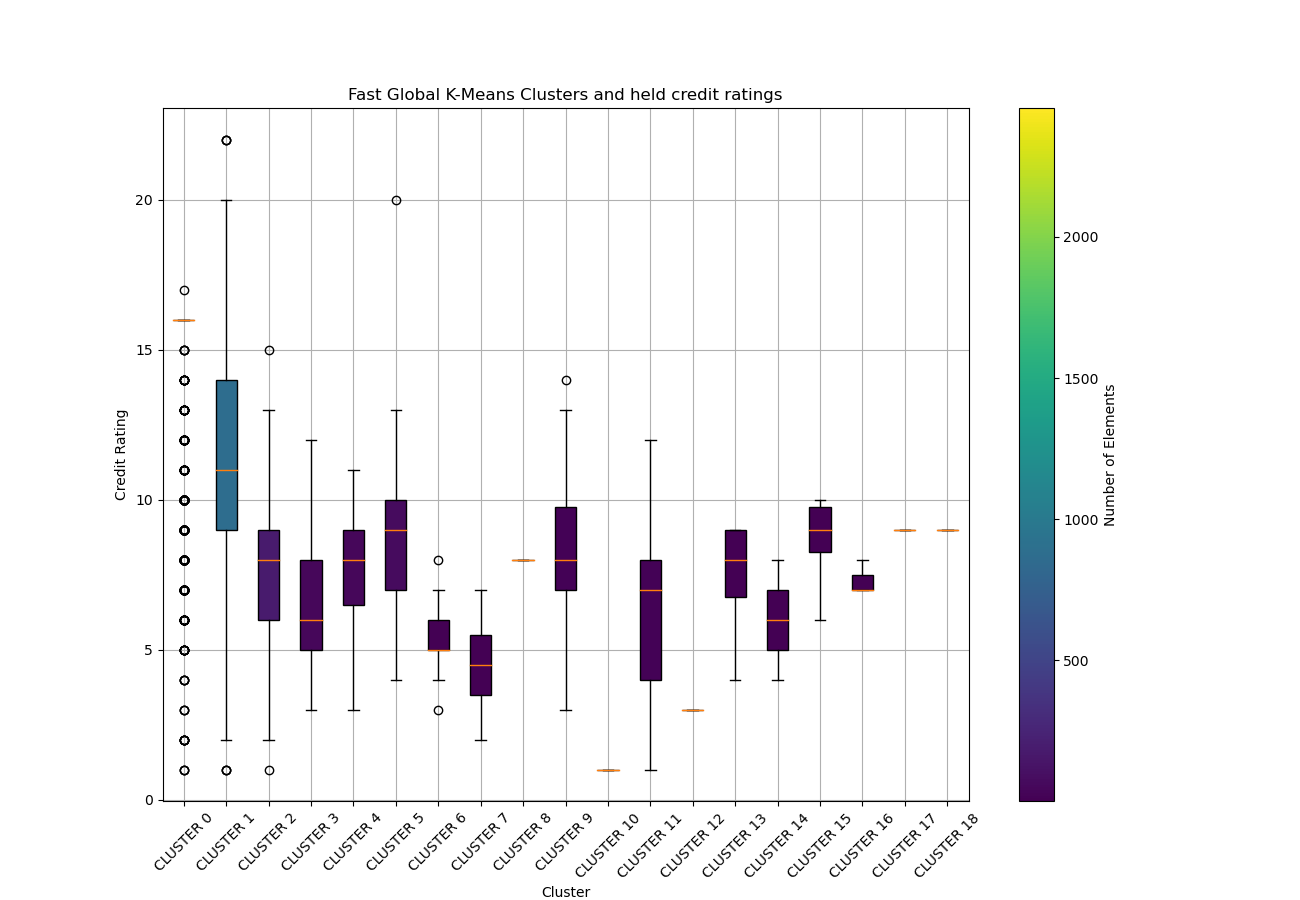 Fast Global K-Means Clusters and held credit ratings
20
15
10
5
0
Credit Rating
CLUSTER 0
CLUSTER 1
CLUSTER 2
CLUSTER 3
CLUSTER 4
CLUSTER 5
CLUSTER 6
CLUSTER 7
CLUSTER 8
CLUSTER 9
CLUSTER 10
CLUSTER 11
CLUSTER 12
CLUSTER 13
CLUSTER 14
CLUSTER 15
CLUSTER 16
CLUSTER 17
CLUSTER 18
Cluster
2000
1500
1000
500
Number of Elements